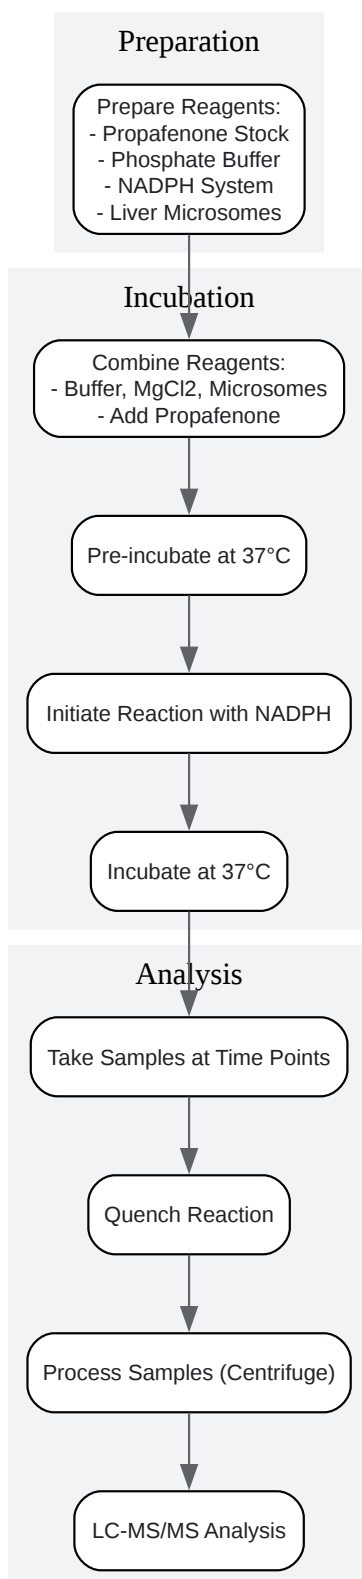 Preparation
Prepare Reagents:
- Propafenone Stock
- Phosphate Buffer
- NADPH System
- Liver Microsomes
Incubation
Combine Reagents:
- Buffer, MgCl2, Microsomes
- Add Propafenone
Pre-incubate at 37°C
Initiate Reaction with NADPH
Incubate at 37°C
Analysis
Take Samples at Time Points
Quench Reaction
Process Samples (Centrifuge)
LC-MS/MS Analysis